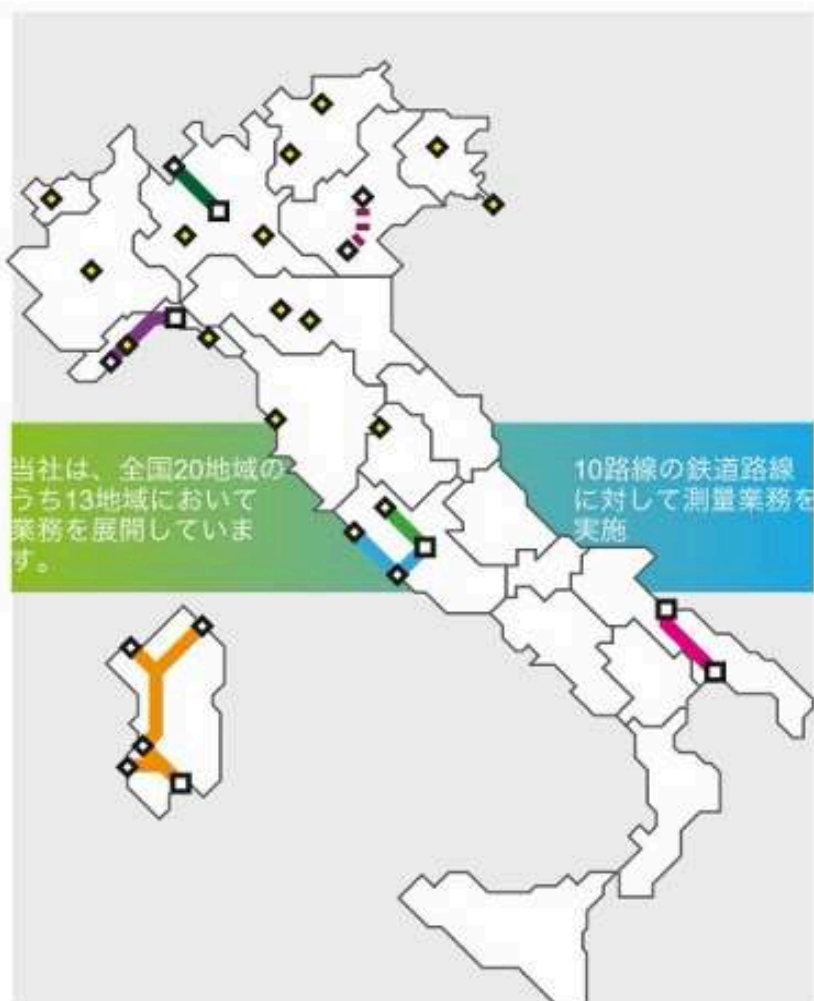 当社は、全国20地域の
うち13地域において
業務を展開していま
す。
10路線の鉄道路線
に対して測量業務を
実施